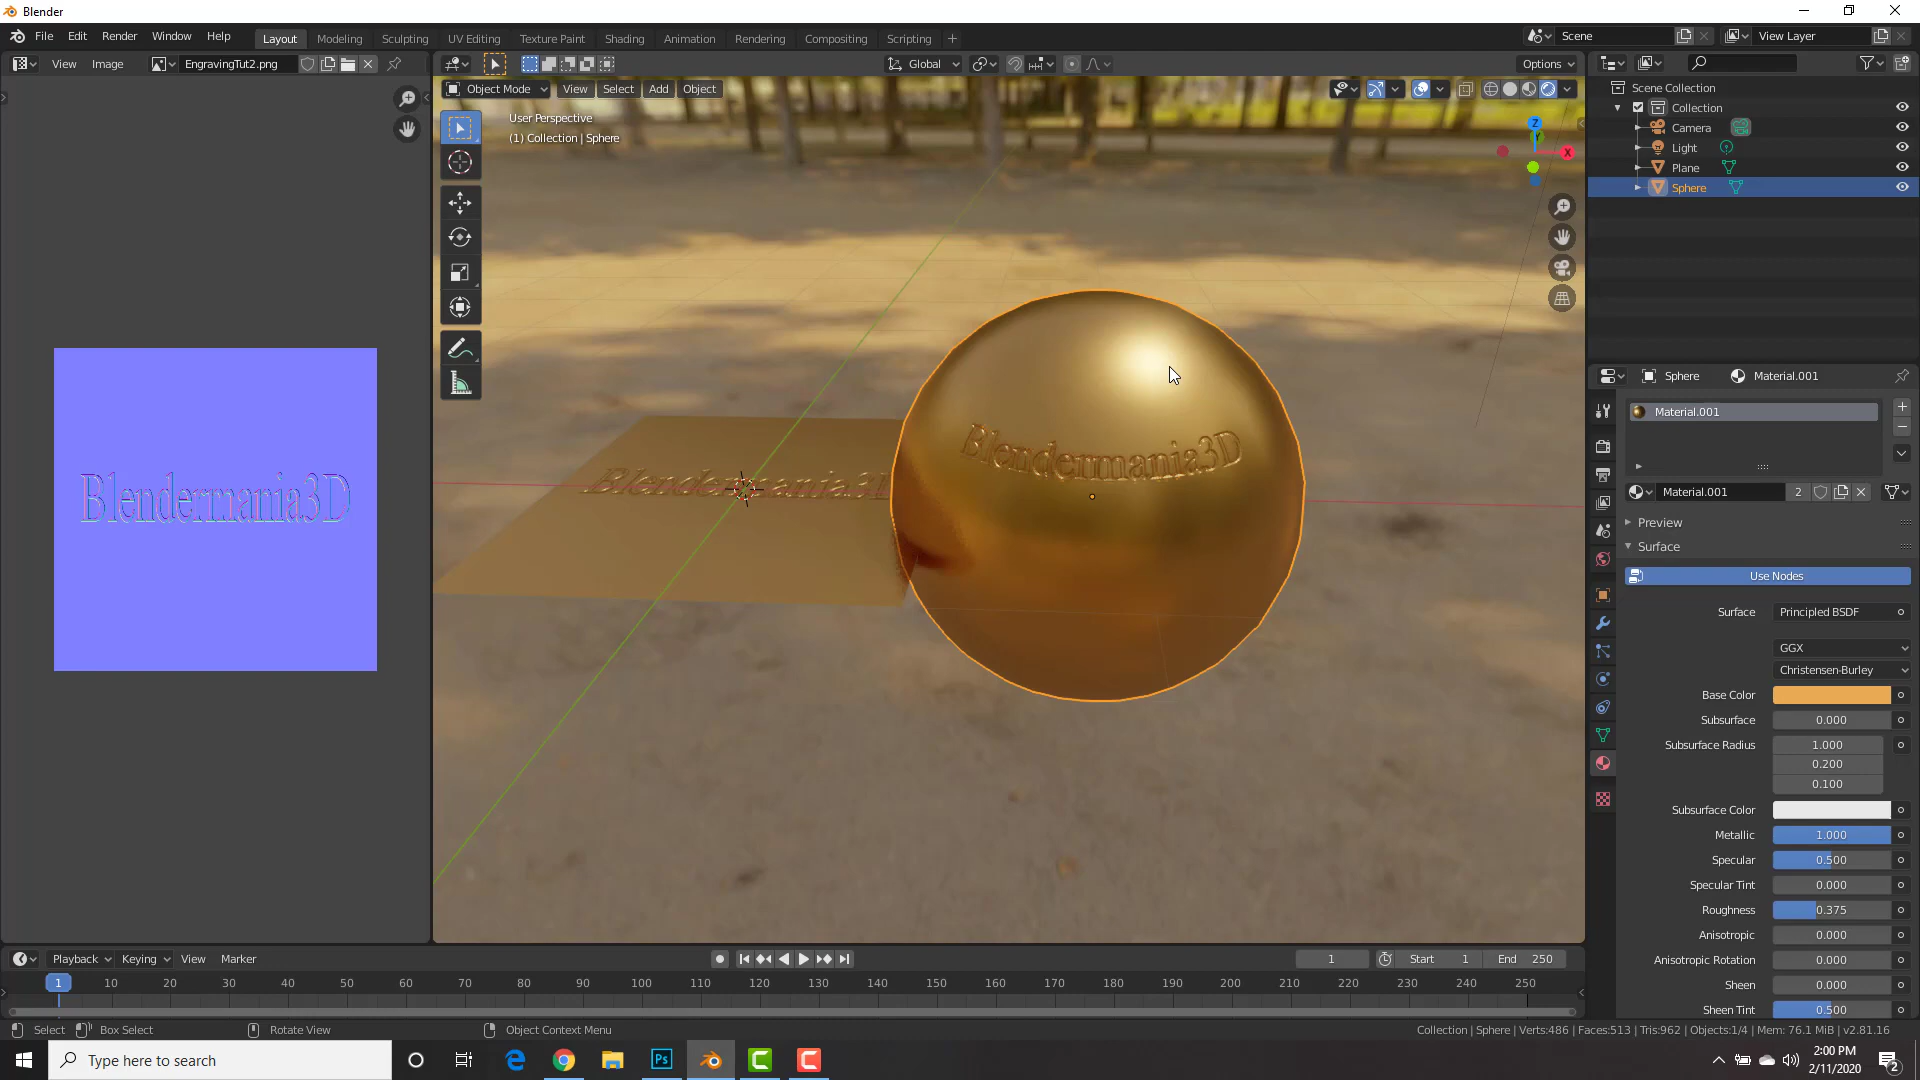 Blender
File Edit Render Window Help
Layout Modeling Sculpting UV Editing Texture Paint Shading Animation Rendering Compositing Scripting +
Scene
View Layer
View Image EngravingTut2.png
Global
Options
Object Mode View Select Add Object
User Perspective
(1) Collection | Sphere
Z
Y
X
Blendermania3D
Blendermania3D
Blendermania3D
Scene Collection
Collection
Camera
Light
Plane
Sphere
Sphere Material.001
Material.001
Material.001 2
Preview
Surface
Use Nodes
Surface Principled BSDF
GGX
Christensen-Burley
Base Color
Subsurface 0.000
Subsurface Radius 1.000
0.200
0.100
Subsurface Color
Metallic 1.000
Specular 0.500
Specular Tint 0.000
Roughness 0.375
Anisotropic 0.000
Anisotropic Rotation 0.000
Sheen 0.000
Sheen Tint 0.500
Playback Keying View Marker
1 Start 1 End 250
1 10 20 30 40 50 60 70 80 90 100 110 120 130 140 150 160 170 180 190 200 210 220 230 240 250
Select Box Select Rotate View Object Context Menu
Collection | Sphere | Verts:486 | Faces:513 | Tris:962 | Objects:1/4 | Mem: 76.1 MiB | v2.81.16
Type here to search
Ps
2:00 PM
2/11/2020
2